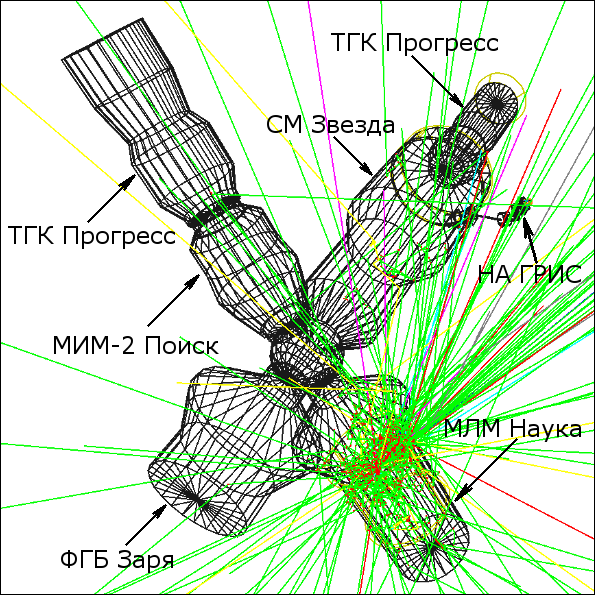 ТГК Прогресс
СМ Звезда
ТГК Прогресс
НА ГРИС
МИМ-2 Поиск
МЛМ Наука
ФГБ Заря